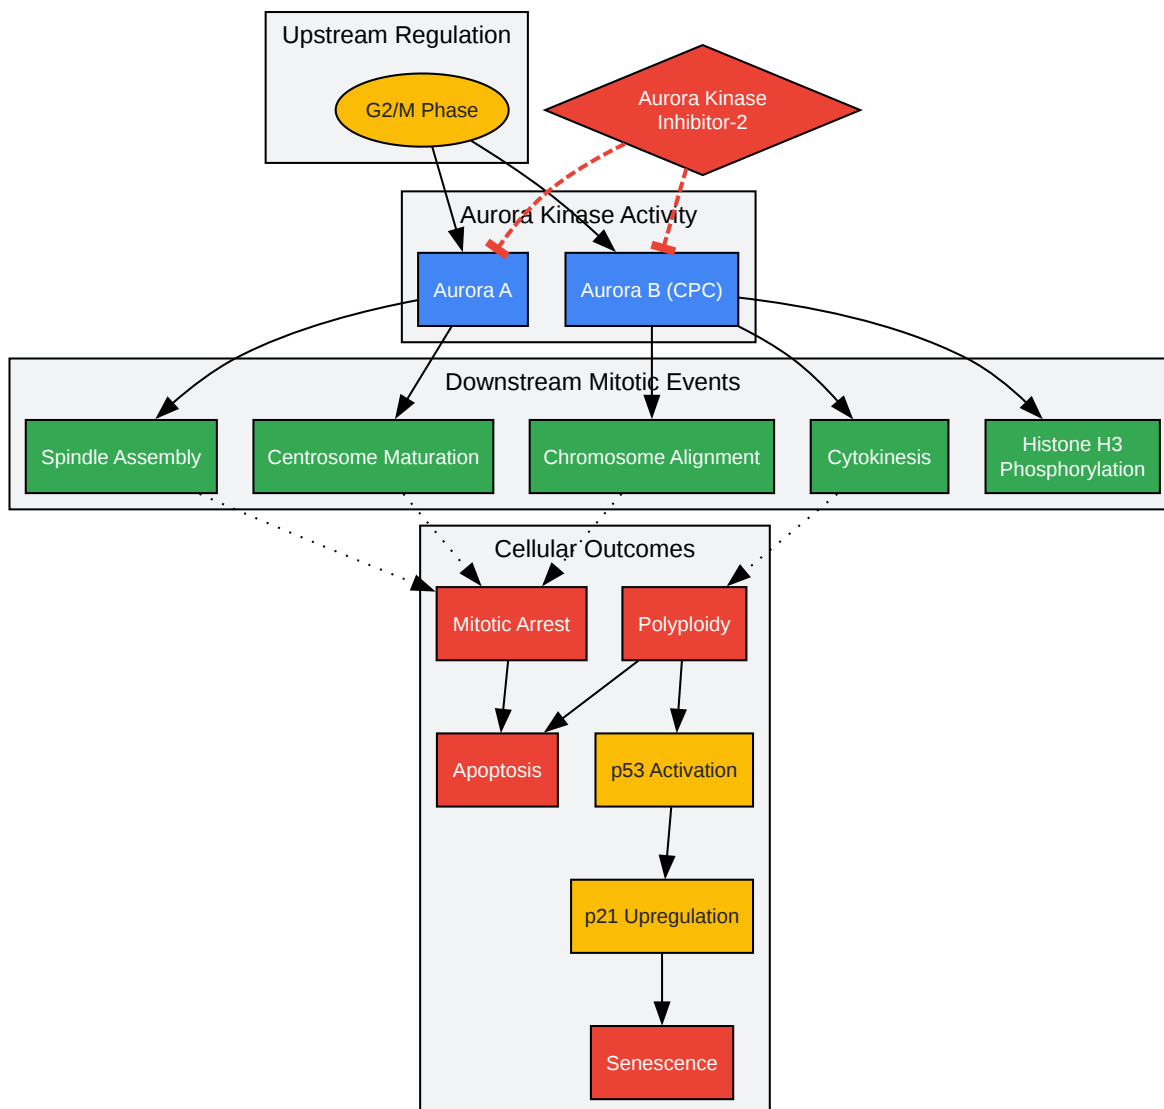 Upstream Regulation
G2/M Phase
Aurora Kinase
Inhibitor-2
Aurora Kinase Activity
Aurora A
Aurora B (CPC)
Downstream Mitotic Events
Spindle Assembly
Centrosome Maturation
Chromosome Alignment
Cytokinesis
Histone H3
Phosphorylation
Cellular Outcomes
Mitotic Arrest
Polyploidy
Apoptosis
p53 Activation
p21 Upregulation
Senescence